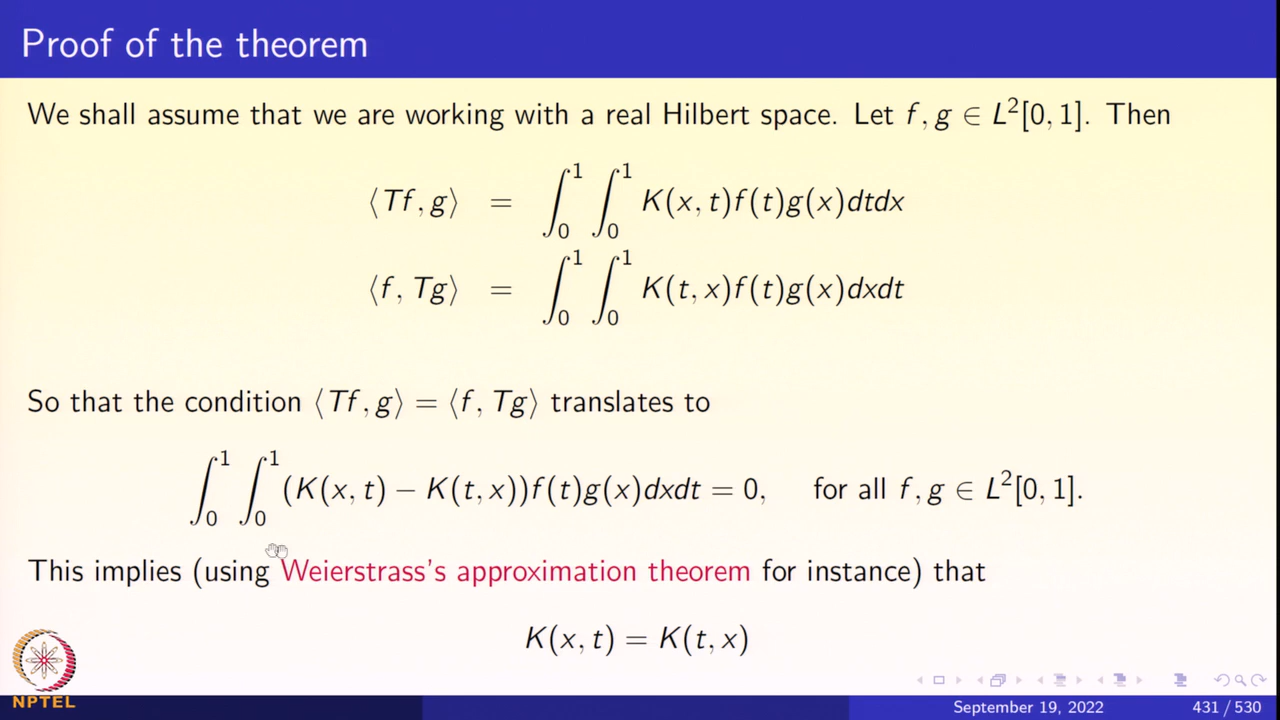 Proof of the theorem
We shall assume that we are working with a real Hilbert space. Let f, g ∈ L²[0, 1]. Then
⟨Tf, g⟩ = ∫₀¹ ∫₀¹ K(x, t)f(t)g(x)dtdx
⟨f, Tg⟩ = ∫₀¹ ∫₀¹ K(t, x)f(t)g(x)dxdt
So that the condition ⟨Tf, g⟩ = ⟨f, Tg⟩ translates to
∫₀¹ ∫₀¹ (K(x, t) − K(t, x))f(t)g(x)dxdt = 0, for all f, g ∈ L²[0, 1].
This implies (using Weierstrass's approximation theorem for instance) that
K(x, t) = K(t, x)
NPTEL
September 19, 2022 431 / 530